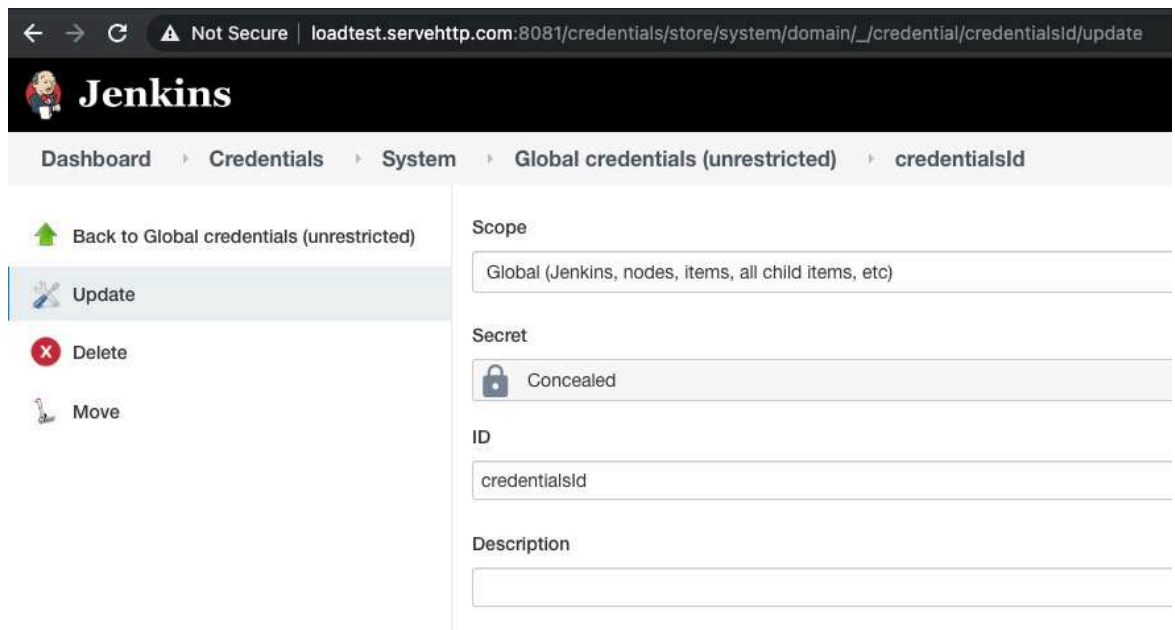 Not Secure | loadtest.servehttp.com:8081/credentials/store/system/domain/_/credential/credentialsId/update
Jenkins
Dashboard Credentials System Global credentials (unrestricted) credentialsId
Back to Global credentials (unrestricted)
Update
Delete
Move
Scope
Global (Jenkins, nodes, items, all child items, etc)
Secret
Concealed
ID
credentialsId
Description